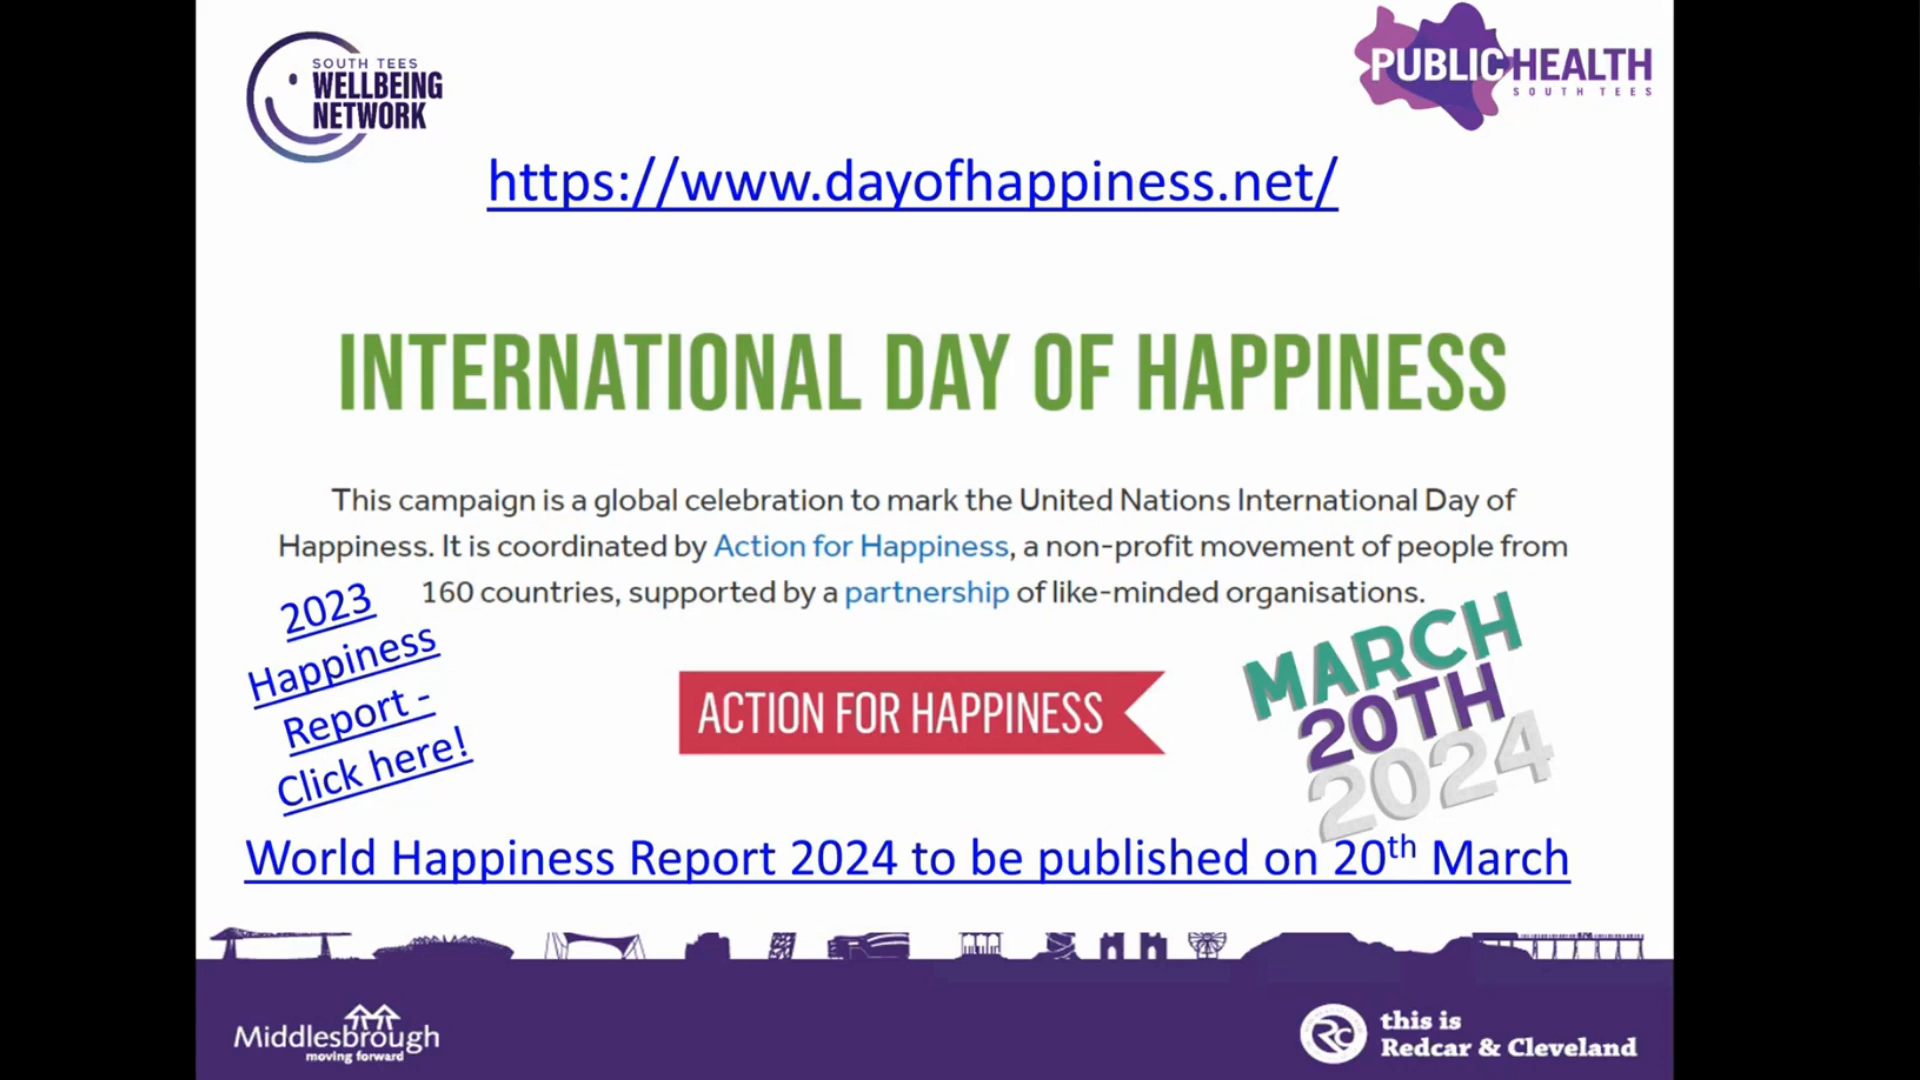 SOUTH TEES
WELLBEING
NETWORK
PUBLICHEALTH
SOUTH TEES
https://www.dayofhappiness.net/
INTERNATIONAL DAY OF HAPPINESS
This campaign is a global celebration to mark the United Nations International Day of
Happiness. It is coordinated by Action for Happiness, a non-profit movement of people from
160 countries, supported by a partnership of like-minded organisations.
2023
Happiness
Report -
Click here!
ACTION FOR HAPPINESS
MARCH
20TH
2024
World Happiness Report 2024 to be published on 20th March
Middlesbrough
moving forward
RC
this is
Redcar & Cleveland